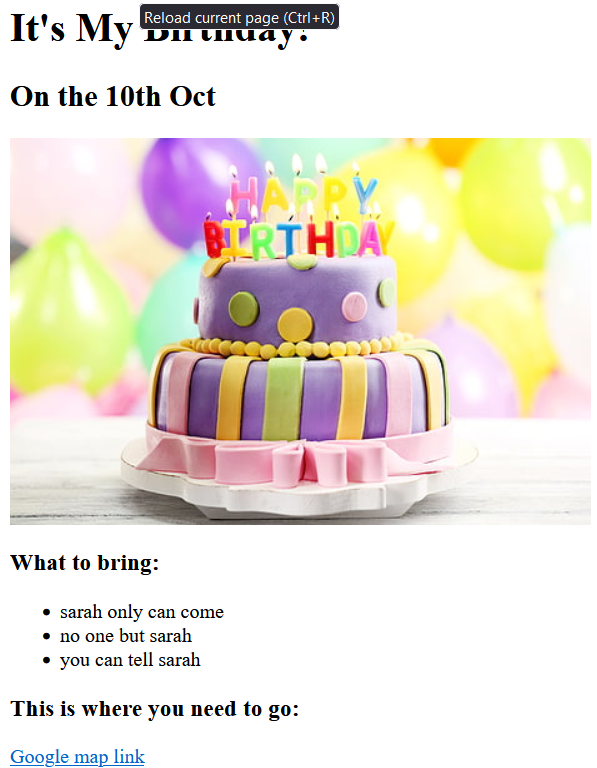 It's My Birthday!
Reload current page (Ctrl+R)
On the 10th Oct
HAPPY
BIRTHDAY
What to bring:
sarah only can come
no one but sarah
you can tell sarah
This is where you need to go:
Google map link